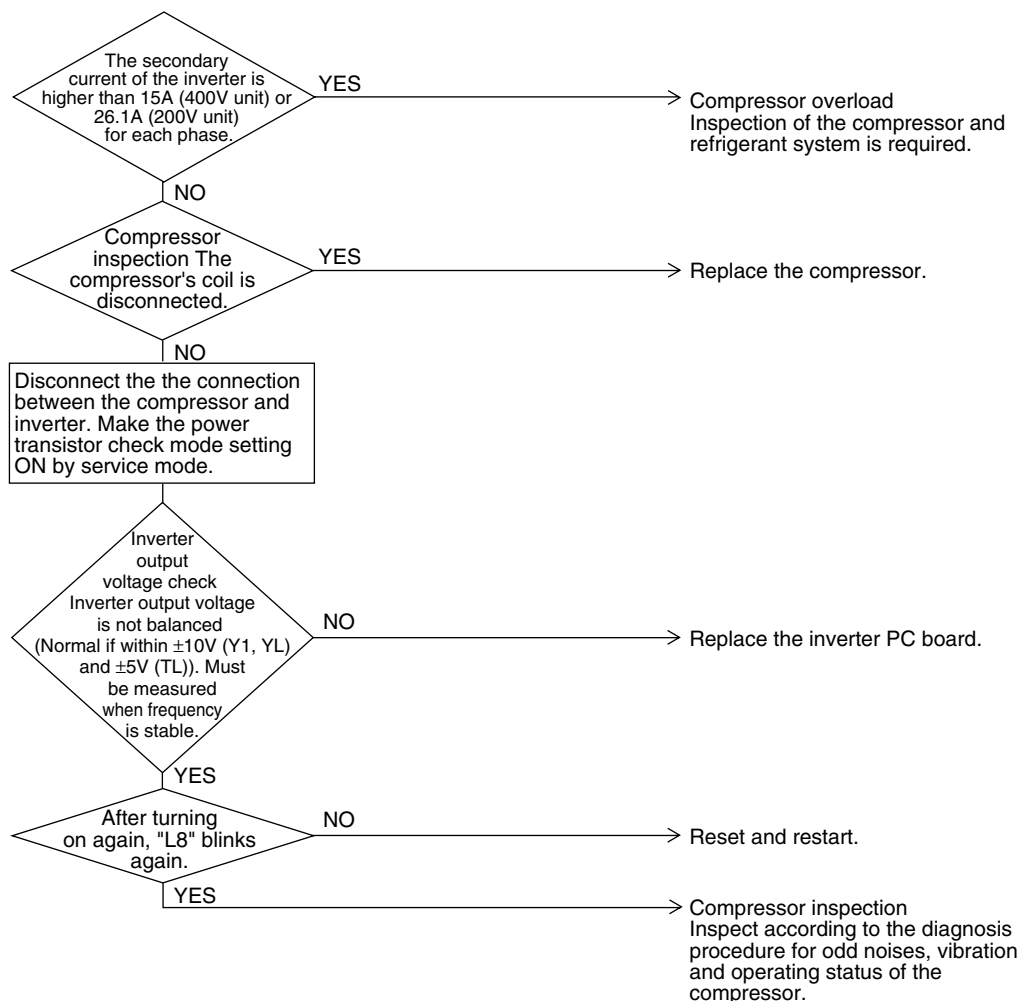 The secondary
current of the inverter is
higher than 15A (400V unit) or
26.1A (200V unit)
for each phase.
YES
Compressor overload
Inspection of the compressor and
refrigerant system is required.
NO
Compressor
inspection The
compressor's coil is
disconnected.
YES
Replace the compressor.
NO
Disconnect the the connection
between the compressor and
inverter. Make the power
transistor check mode setting
ON by service mode.
Inverter
output
voltage check
Inverter output voltage
is not balanced
(Normal if within ±10V (Y1, YL)
and ±5V (TL)). Must
be measured
when frequency
is stable.
NO
Replace the inverter PC board.
YES
After turning
on again, "L8" blinks
again.
NO
Reset and restart.
YES
Compressor inspection
Inspect according to the diagnosis
procedure for odd noises, vibration
and operating status of the
compressor.